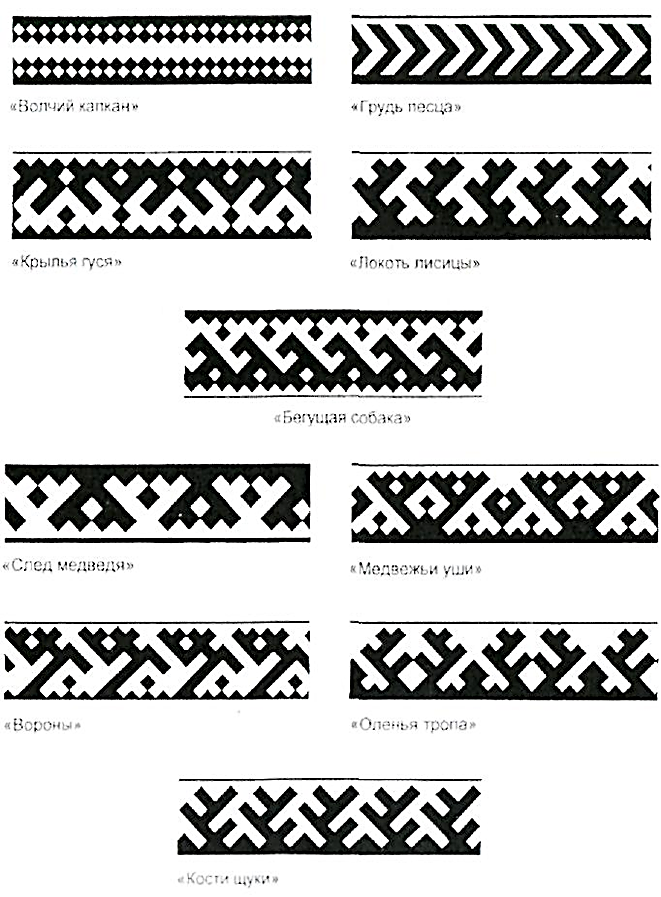 «Волчий капкан»
«Грудь песца»
«Крылья гуся»
«Локоть лисицы»
«Бегущая собака»
«След медведя»
«Медвежьи уши»
«Вороны»
«Оленья тропа»
«Кости щуки»